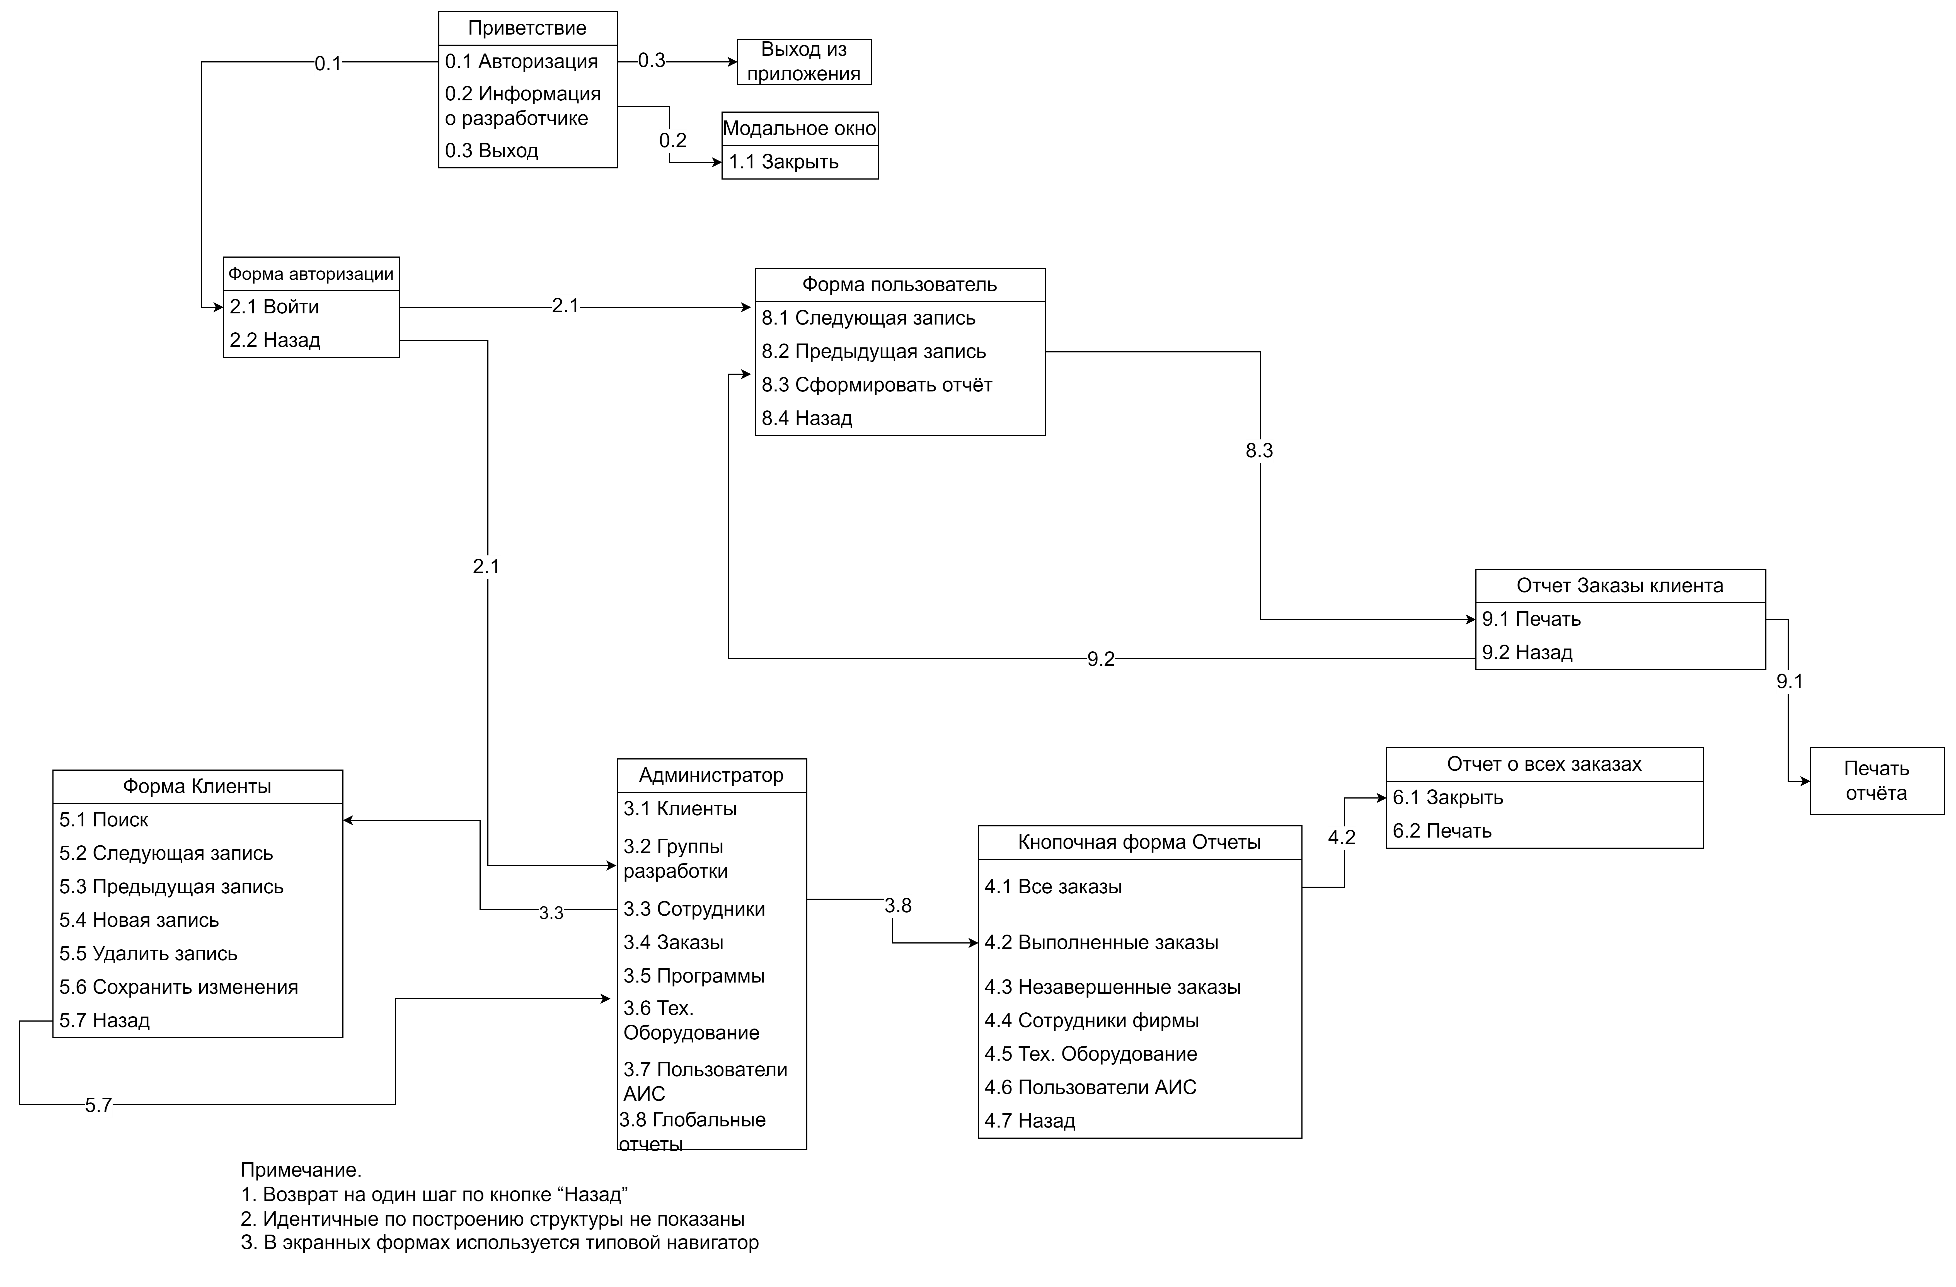 Приветствие
0.1 Авторизация
0.2 Информация
о разработчике
0.3 Выход
0.1
0.3
Выход из
приложения
0.2
Модальное окно
1.1 Закрыть
Форма авторизации
2.1 Войти
2.2 Назад
2.1
Форма пользователь
8.1 Следующая запись
8.2 Предыдущая запись
8.3 Сформировать отчёт
8.4 Назад
8.3
2.1
Отчет Заказы клиента
9.1 Печать
9.2 Назад
9.2
9.1
Печать
отчёта
Форма Клиенты
5.1 Поиск
5.2 Следующая запись
5.3 Предыдущая запись
5.4 Новая запись
5.5 Удалить запись
5.6 Сохранить изменения
5.7 Назад
5.7
3.3
Администратор
3.1 Клиенты
3.2 Группы
разработки
3.3 Сотрудники
3.4 Заказы
3.5 Программы
3.6 Тех.
Оборудование
3.7 Пользователи
АИС
3.8 Глобальные
отчеты
3.8
Кнопочная форма Отчеты
4.1 Все заказы
4.2 Выполненные заказы
4.3 Незавершенные заказы
4.4 Сотрудники фирмы
4.5 Тех. Оборудование
4.6 Пользователи АИС
4.7 Назад
4.2
Отчет о всех заказах
6.1 Закрыть
6.2 Печать
Примечание.
1. Возврат на один шаг по кнопке “Назад”
2. Идентичные по построению структуры не показаны
3. В экранных формах используется типовой навигатор